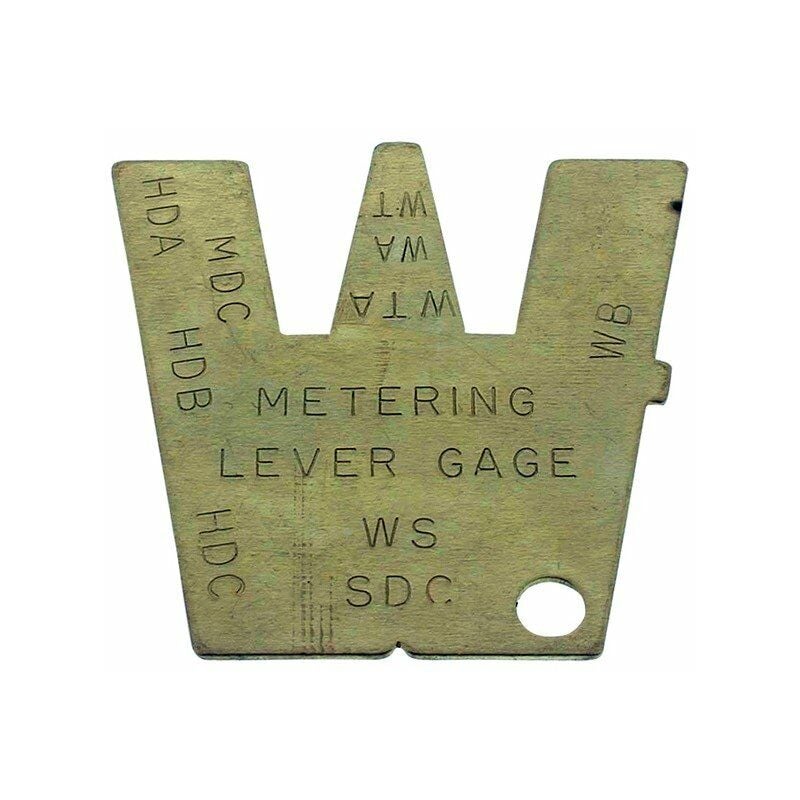 HDA
MDC
HDB
HDC
WT
WA
WTA
WB
METERING
LEVER GAGE
WS
SDC